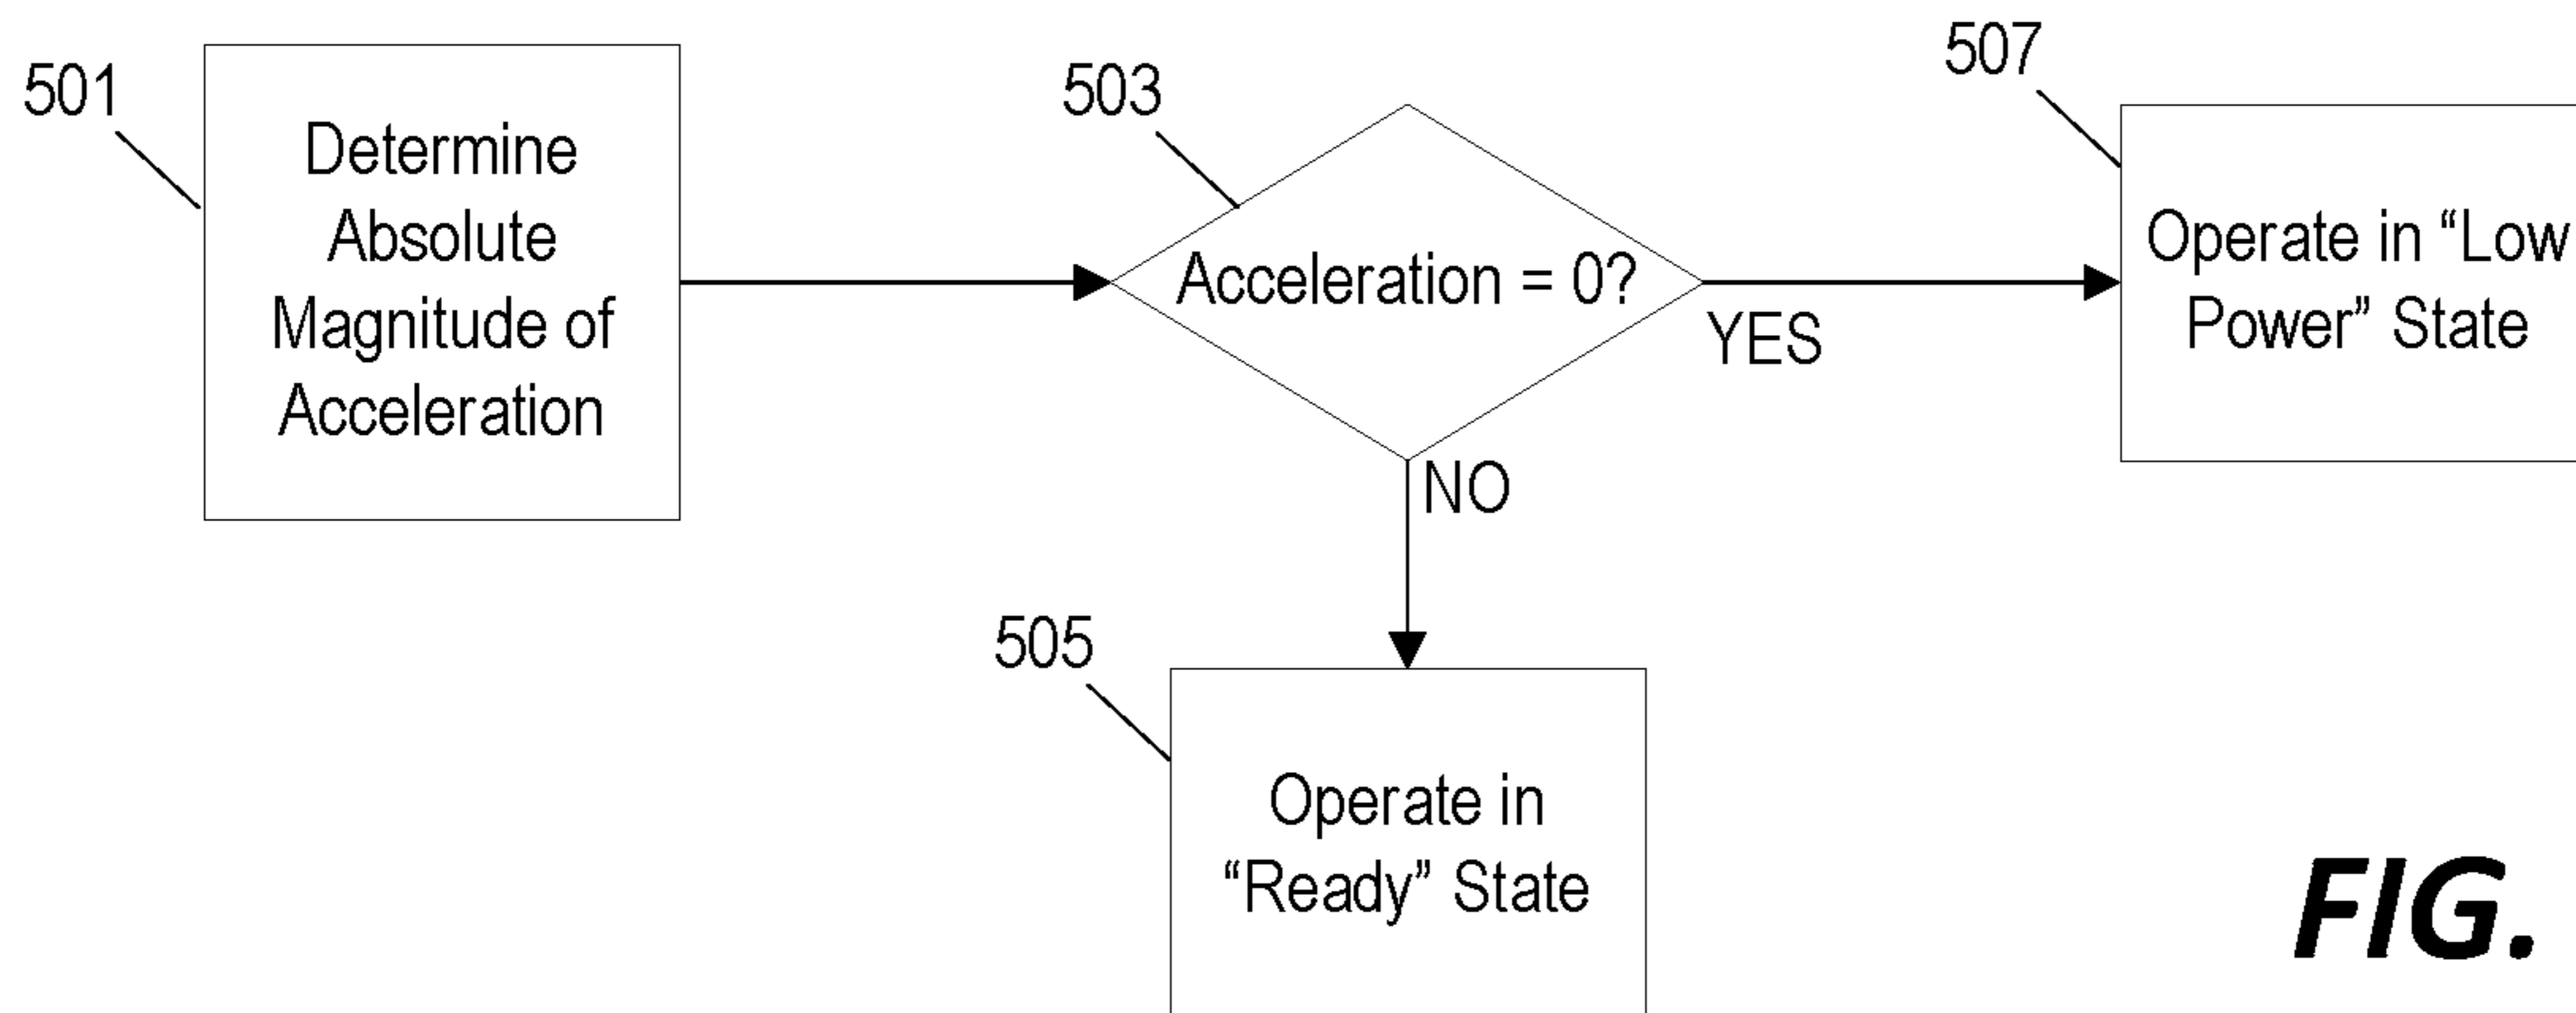 501
Determine
Absolute
Magnitude of
Acceleration
503
Acceleration = 0?
YES
NO
507
Operate in “Low
Power” State
505
Operate in
“Ready” State
FIG.